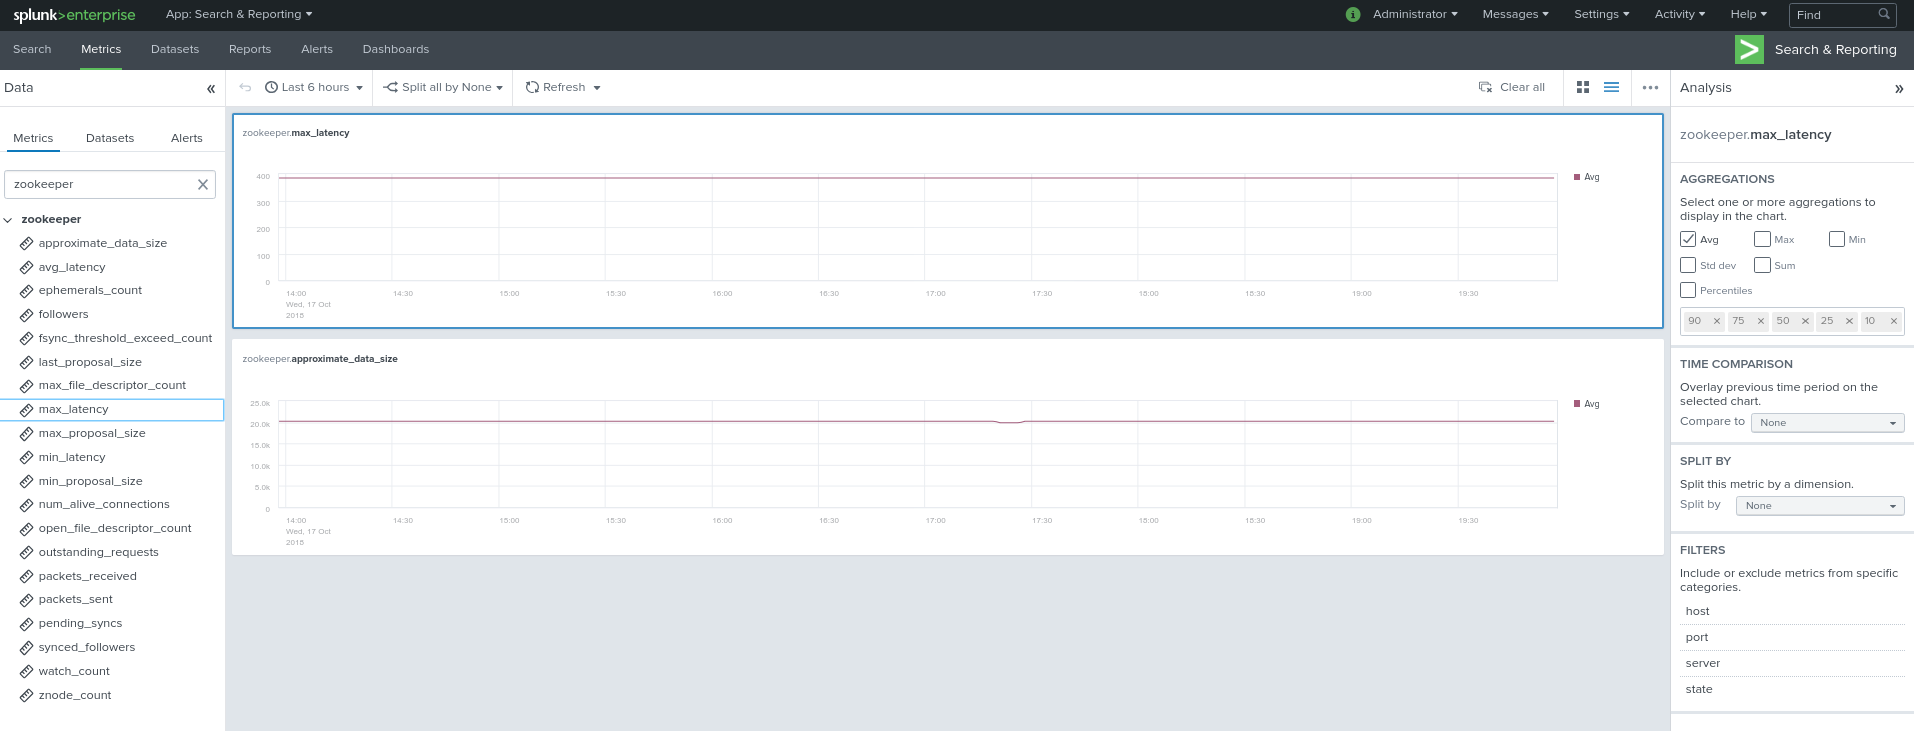 splunk>enterprise App: Search & Reporting ▾ i Administrator ▾ Messages ▾ Settings ▾ Activity ▾ Help ▾ Find
Search Metrics Datasets Reports Alerts Dashboards Search & Reporting
Data « Last 6 hours ▾ Split all by None ▾ Refresh ▾ Clear all ••• Analysis »
Metrics Datasets Alerts
zookeeper
zookeeper
approximate_data_size
avg_latency
ephemerals_count
followers
fsync_threshold_exceed_count
last_proposal_size
max_file_descriptor_count
max_latency
max_proposal_size
min_latency
min_proposal_size
num_alive_connections
open_file_descriptor_count
outstanding_requests
packets_received
packets_sent
pending_syncs
synced_followers
watch_count
znode_count
zookeeper.max_latency
400
300
200
100
0
14:00 14:30 15:00 15:30 16:00 16:30 17:00 17:30 18:00 18:30 19:00 19:30
Wed, 17 Oct
2018
Avg
zookeeper.approximate_data_size
25.0k
20.0k
15.0k
10.0k
5.0k
0
14:00 14:30 15:00 15:30 16:00 16:30 17:00 17:30 18:00 18:30 19:00 19:30
Wed, 17 Oct
2018
Avg
zookeeper.max_latency
AGGREGATIONS
Select one or more aggregations to
display in the chart.
Avg Max Min
Std dev Sum
Percentiles
90 × 75 × 50 × 25 × 10 ×
TIME COMPARISON
Overlay previous time period on the
selected chart.
Compare to None
SPLIT BY
Split this metric by a dimension.
Split by None
FILTERS
Include or exclude metrics from specific
categories.
host
port
server
state